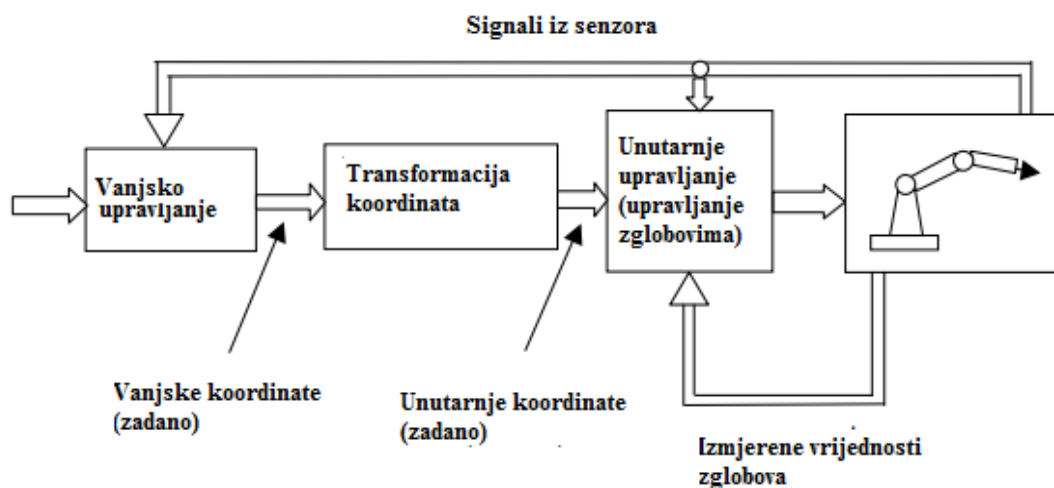 Signali iz senzora
Vanjsko
upravljanje
Transformacija
koordinata
Unutarnje
upravljanje
(upravljanje
zglobovima)
Vanjske koordinate
(zadano)
Unutarnje koordinate
(zadano)
Izmjerene vrijednosti
zglobova